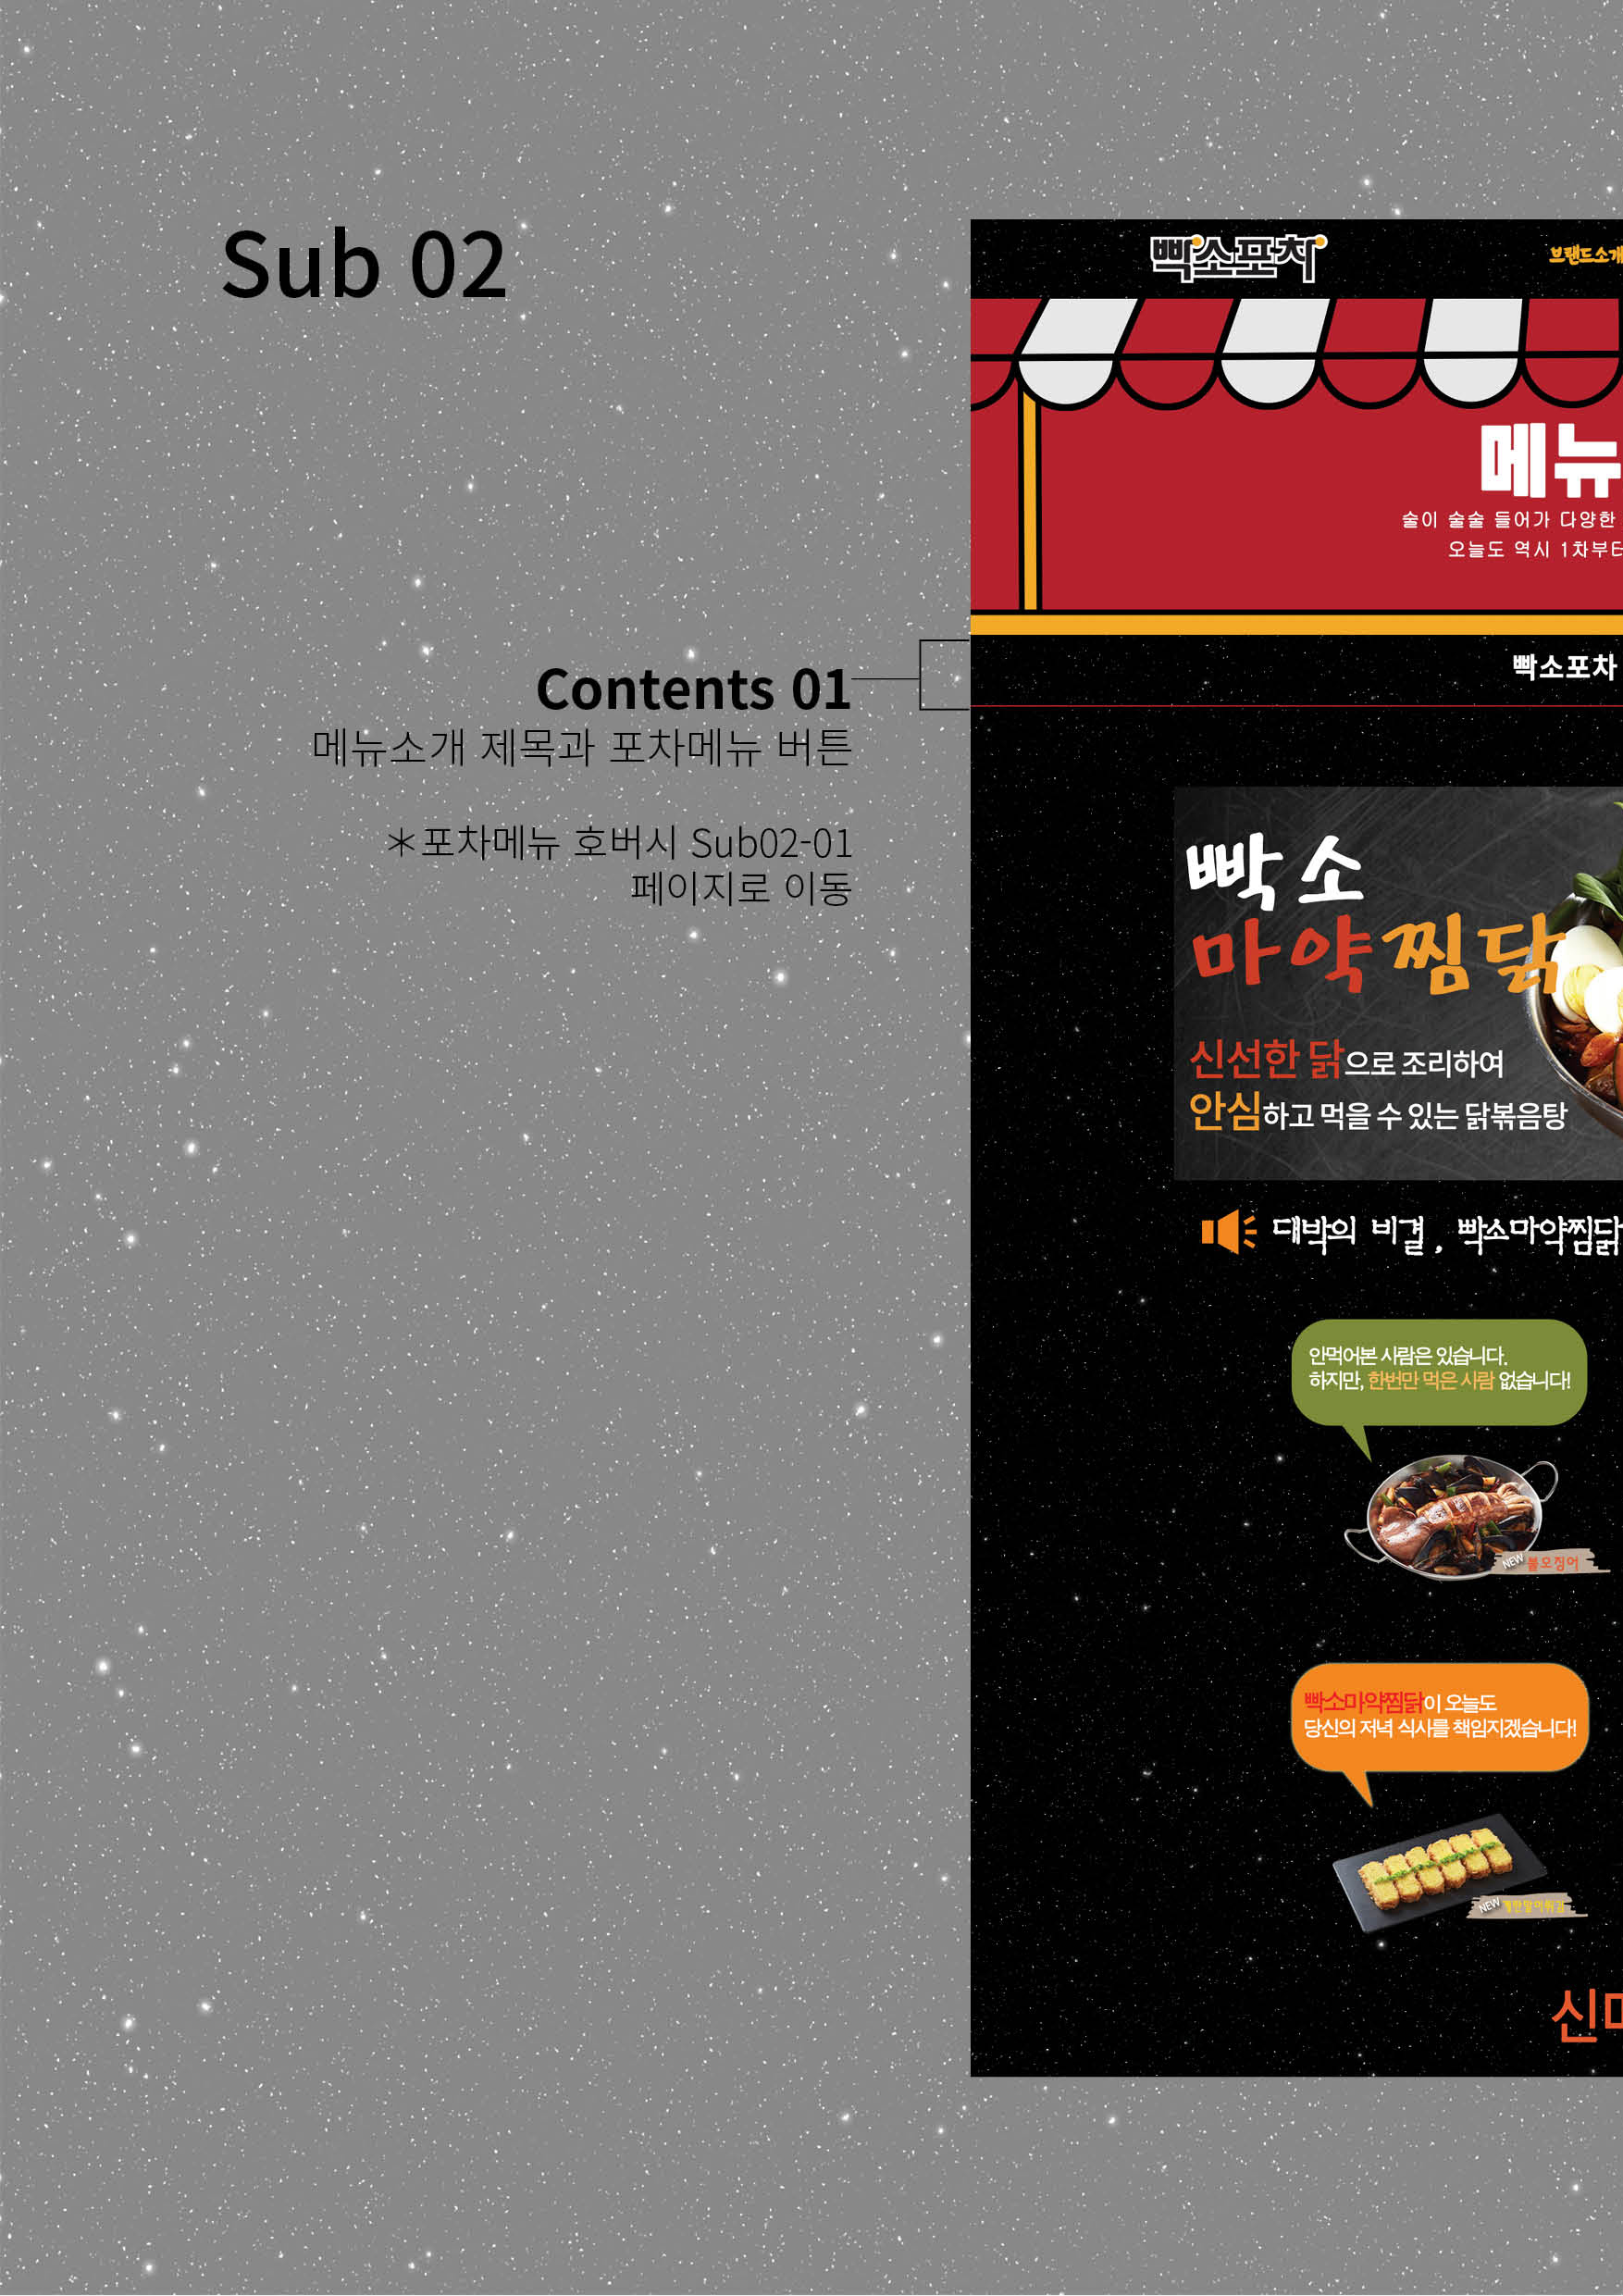 Sub 02
Contents 01
메뉴소개 제목과 포차메뉴 버튼
*포차메뉴 호버시 Sub02-01
페이지로 이동
빡소포차
브랜드소개
메뉴
술이 술술 들어가 다양한
오늘도 역시 1차부터
빡소포차
빡소
마약찜닭
신선한 닭으로 조리하여
안심하고 먹을 수 있는 닭볶음탕
대박의 비결, 빡소마약찜닭
안먹어본 사람은 있습니다.
하지만, 한번만 먹은 사람 없습니다!
NEW 불오징어
빡소마약찜닭이 오늘도
당신의 저녁 식사를 책임지겠습니다!
NEW
신